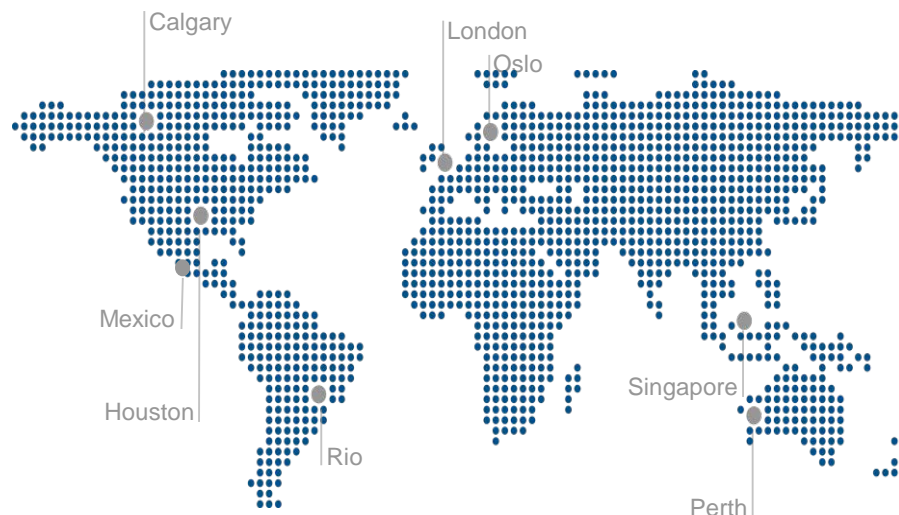 Calgary
London
Oslo
Mexico
Singapore
Houston
Rio
Perth